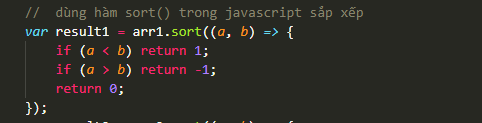 //  dùng hàm sort() trong javascript sắp xếp
var result1 = arr1.sort((a, b) => {
    if (a < b) return 1;
    if (a > b) return -1;
    return 0;
});